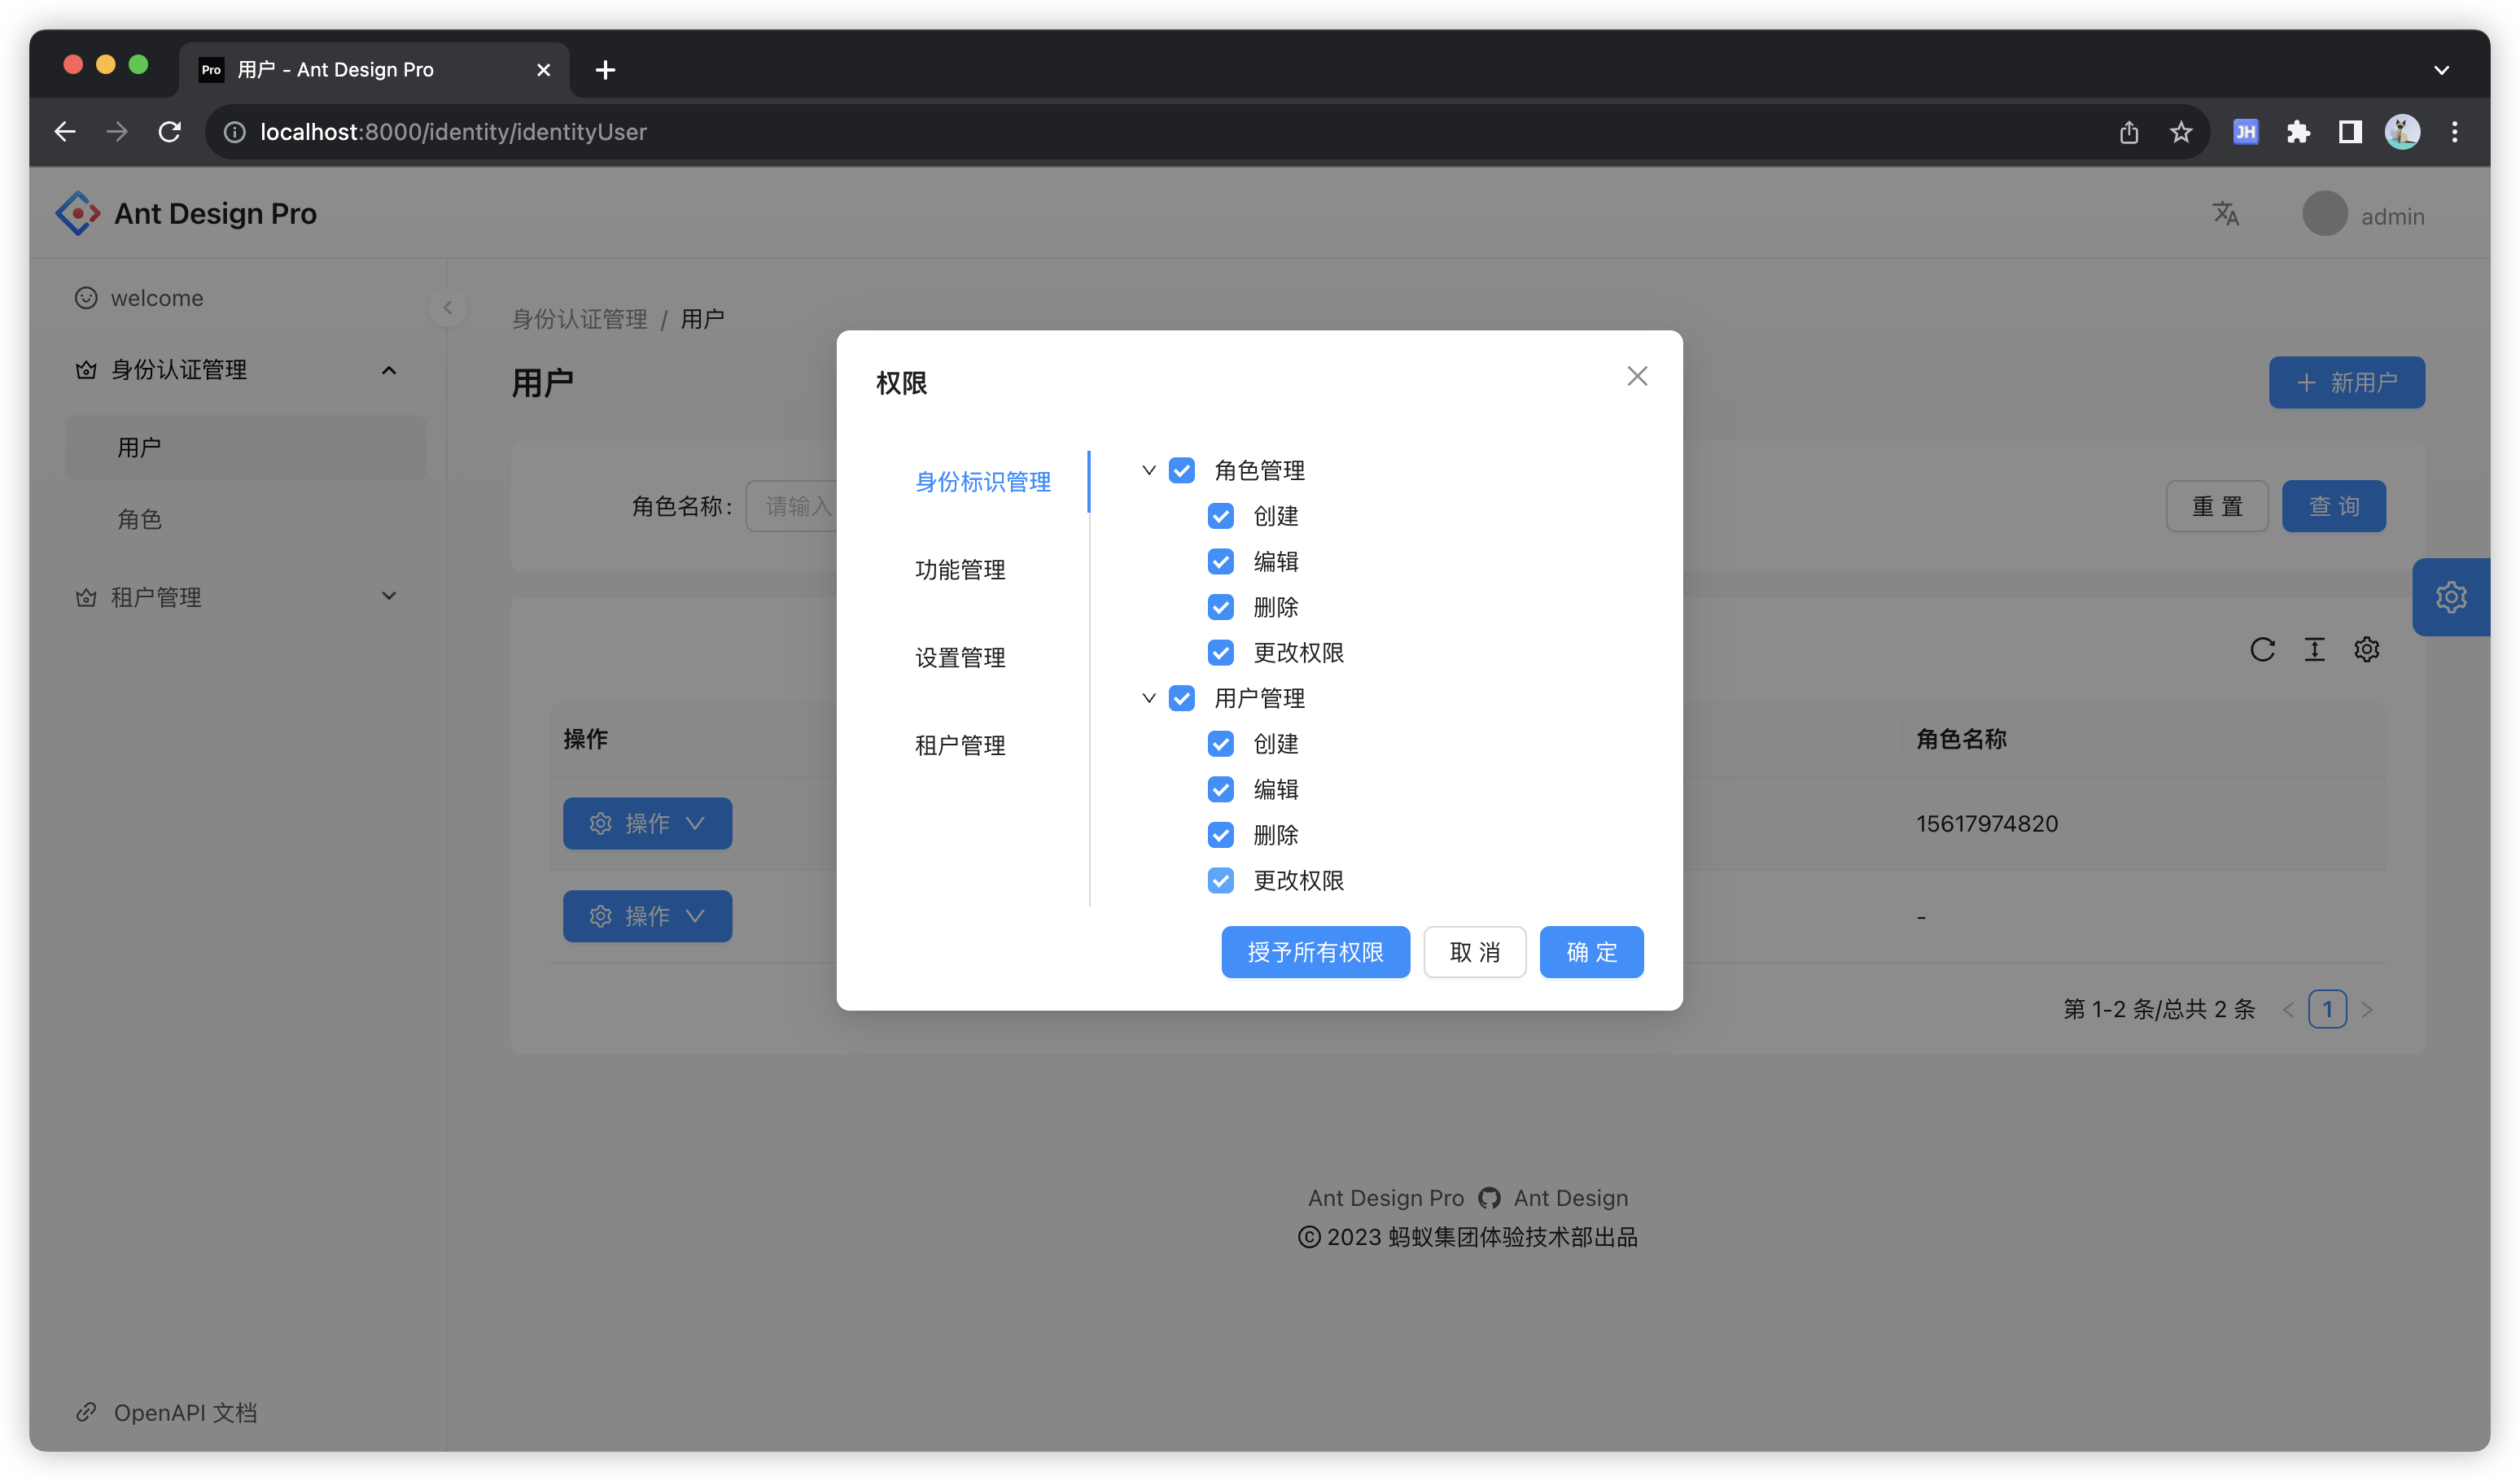 Pro 用户 - Ant Design Pro
localhost:8000/identity/identityUser
JH
Ant Design Pro
admin
welcome
身份认证管理
用户
角色
租户管理
OpenAPI 文档
身份认证管理 / 用户
用户
新用户
角色名称:
请输入
重 置
查 询
操作
角色名称
操作
15617974820
操作
-
第 1-2 条/总共 2 条
1
权限
身份标识管理
功能管理
设置管理
租户管理
角色管理
创建
编辑
删除
更改权限
用户管理
创建
编辑
删除
更改权限
授予所有权限
取 消
确 定
Ant Design Pro Ant Design
© 2023 蚂蚁集团体验技术部出品